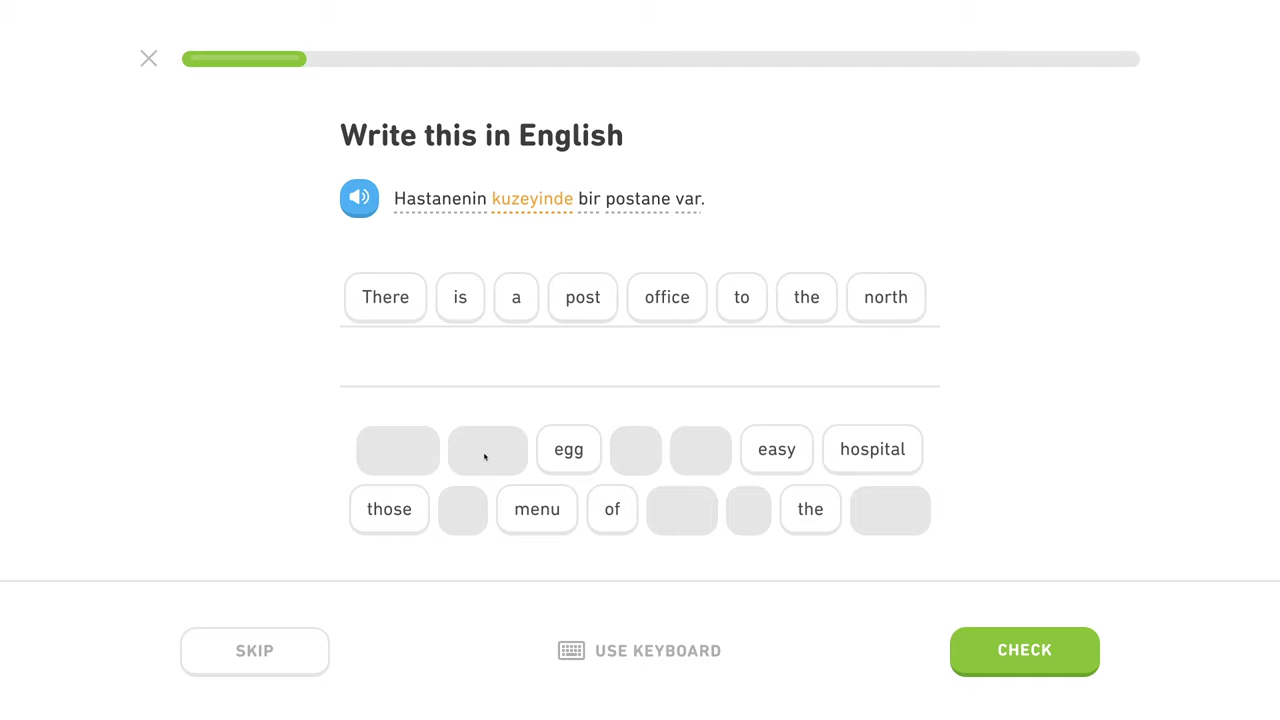 Write this in English
Hastanenin kuzeyinde bir postane var.
There is a post office to the north
egg easy hospital
those menu of the
SKIP USE KEYBOARD CHECK